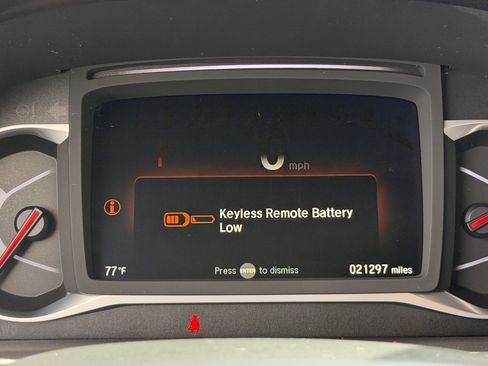 0
mph
Keyless Remote Battery
Low
Press ENTER to dismiss
77°F
021297 miles